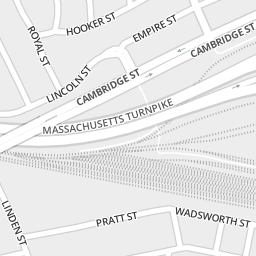 HOOKER ST
EMPIRE ST
ROYAL ST
CAMBRIDGE ST
LINCOLN ST
CAMBRIDGE ST
MASSACHUSETTS TURNPIKE
LINDEN ST
PRATT ST
WADSWORTH ST